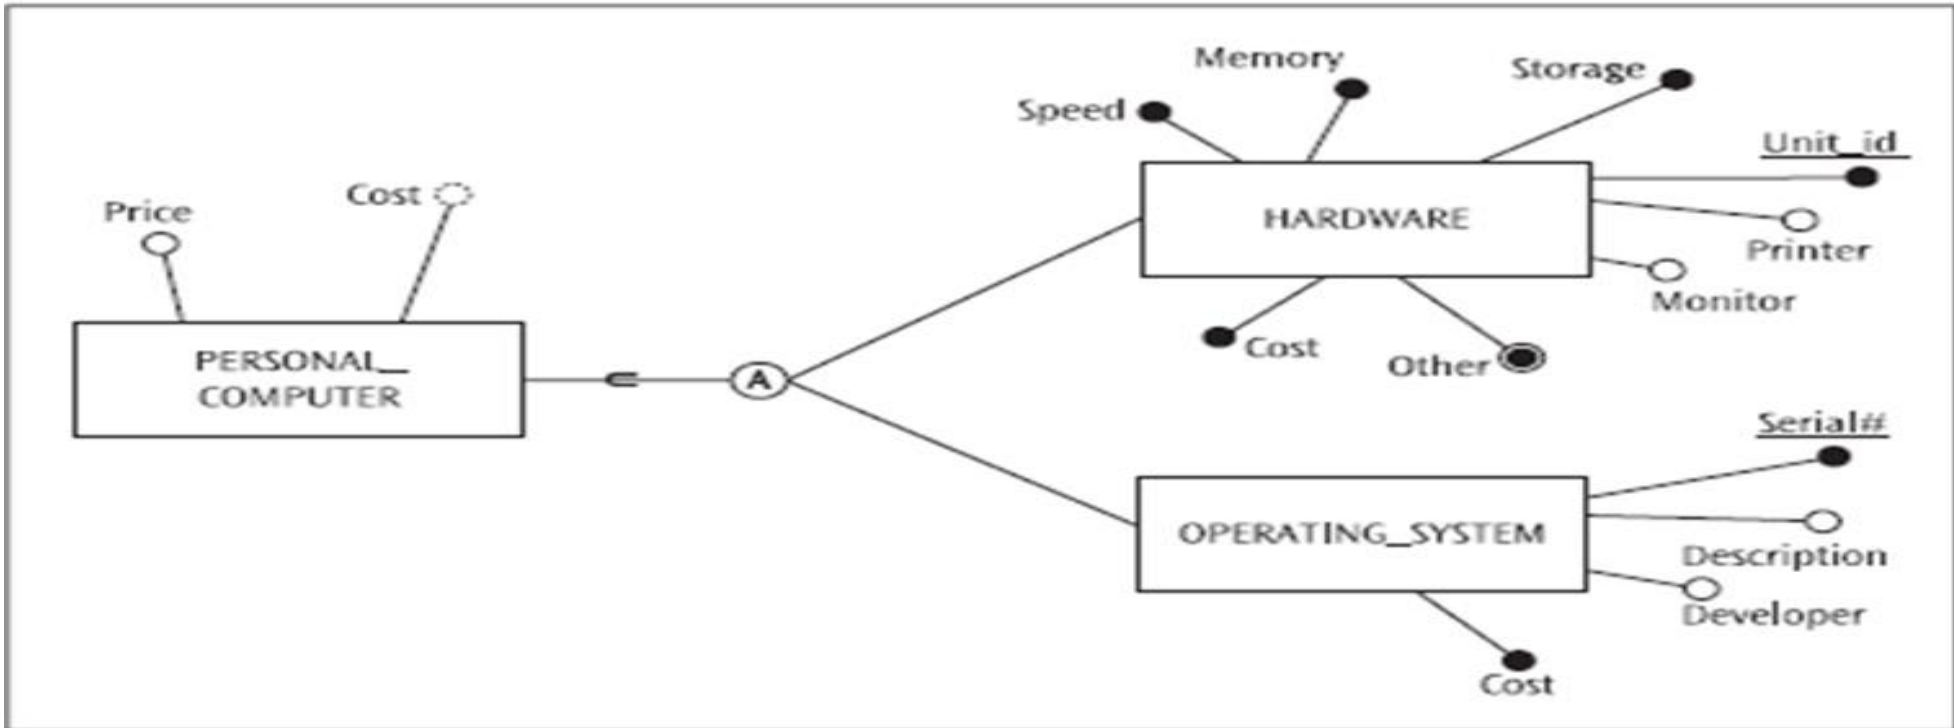 Memory
Storage
Speed
Unit_id
Cost
Price
HARDWARE
Printer
Monitor
Cost
Other
PERSONAL_
COMPUTER
A
Serial#
OPERATING_SYSTEM
Description
Developer
Cost